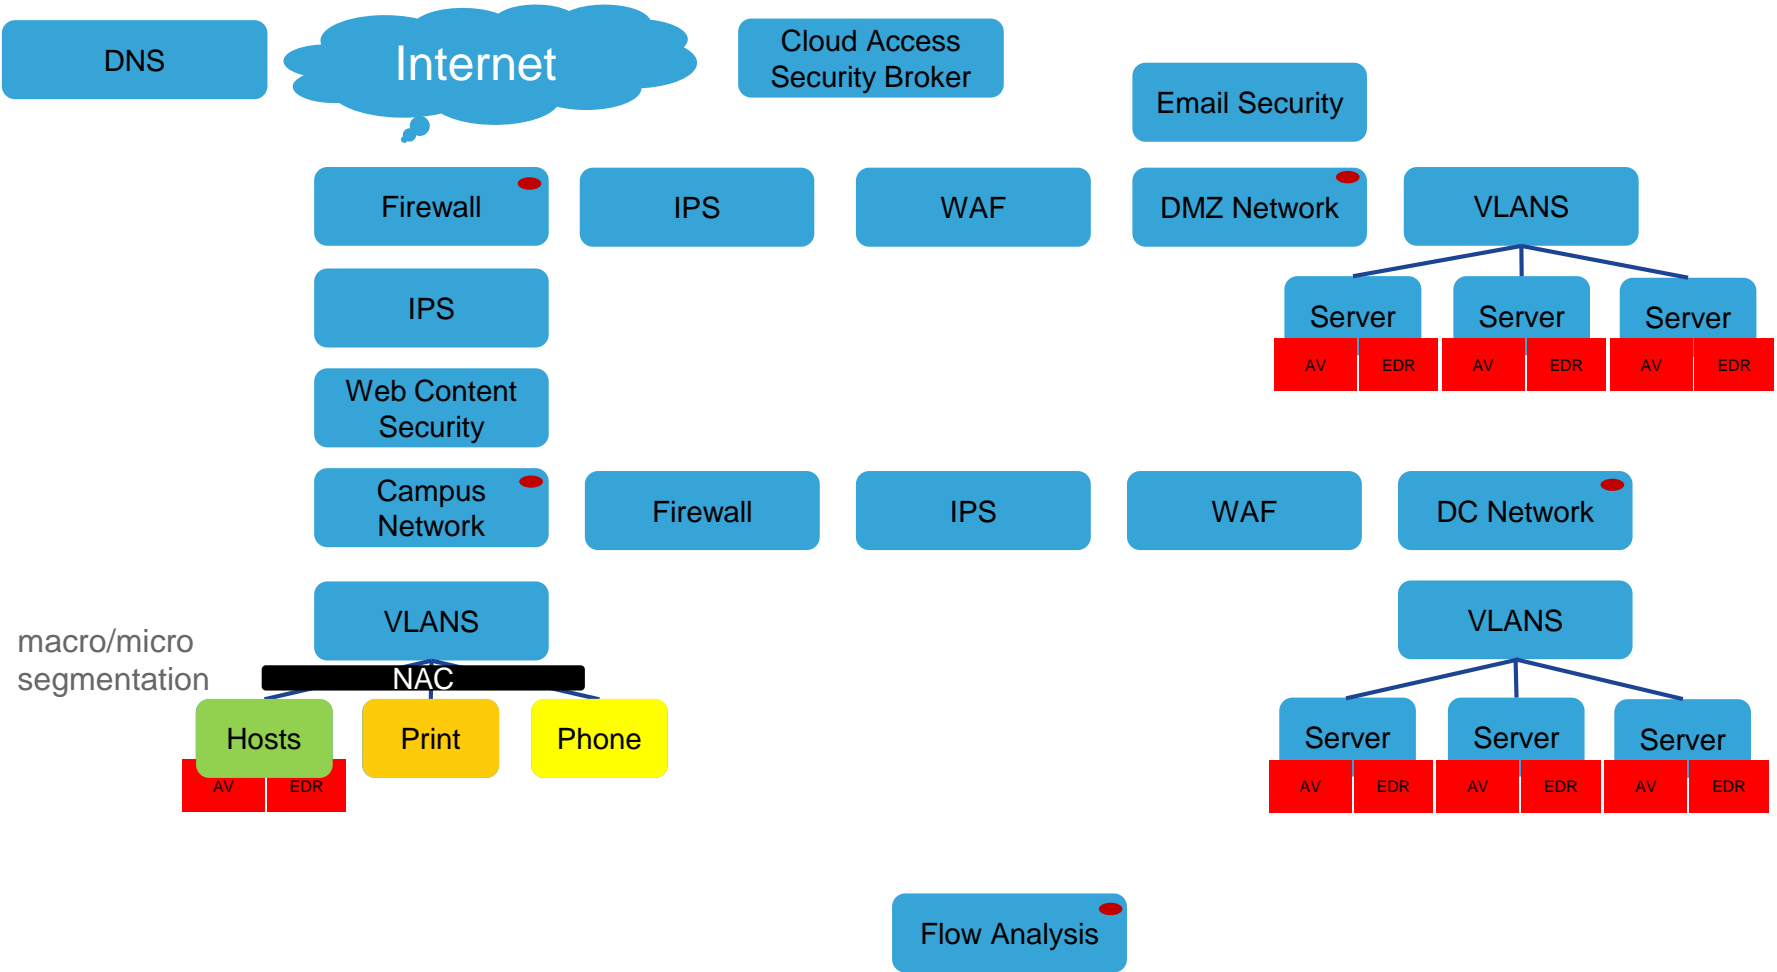 DNS
Internet
Cloud Access
Security Broker
Email Security
Firewall
IPS
WAF
DMZ Network
VLANS
IPS
Server
Server
Server
AV
EDR
AV
EDR
AV
EDR
Web Content
Security
Campus
Network
Firewall
IPS
WAF
DC Network
VLANS
VLANS
macro/micro
segmentation
NAC
Hosts
Print
Phone
Server
Server
Server
AV
EDR
AV
EDR
AV
EDR
AV
EDR
Flow Analysis